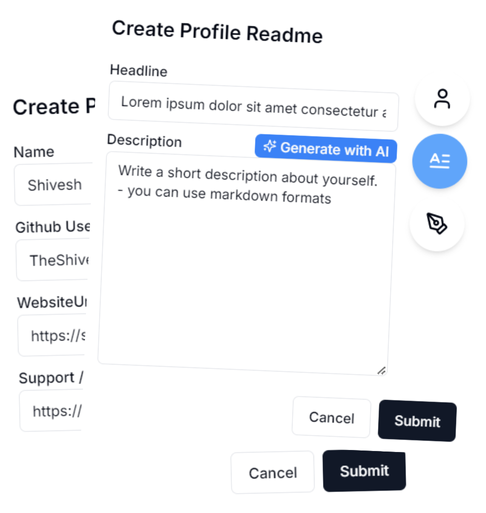 Create Profile Readme
Headline
Lorem ipsum dolor sit amet consectetur a
Description
Generate with AI
Write a short description about yourself.
- you can use markdown formats
Cancel
Submit
Create P
Name
Shivesh
Github Use
TheShive
WebsiteUr
https://s
Support /
https://
Cancel
Submit